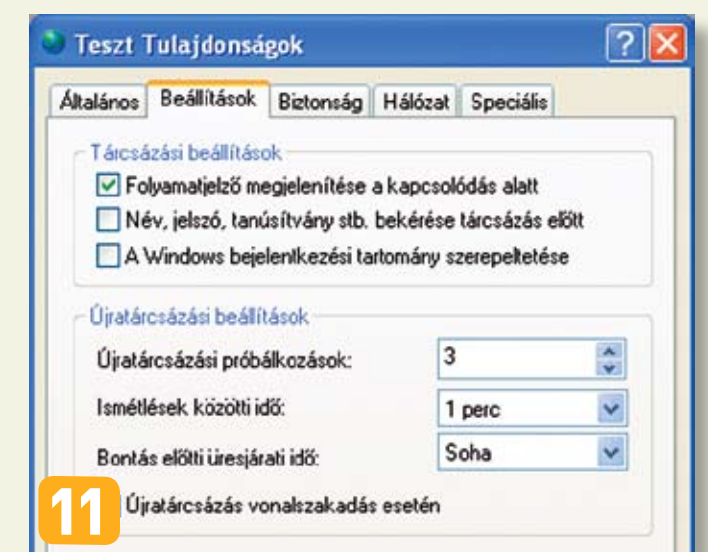 Teszt Tulajdonságok
Általános Beállítások Biztonság Hálózat Speciális
Tárcsázási beállítások
Folyamatjelző megjelenítése a kapcsolódás alatt
Név, jelszó, tanúsítvány stb. bekérése tárcsázás előtt
A Windows bejelentkezési tartomány szerepeltetése
Újratárcsázási beállítások
Újratárcsázási próbálkozások: 3
Ismétlések közötti idő: 1 perc
Bontás előtti üresjárati idő: Soha
11 Újratárcsázás vonalszakadás esetén